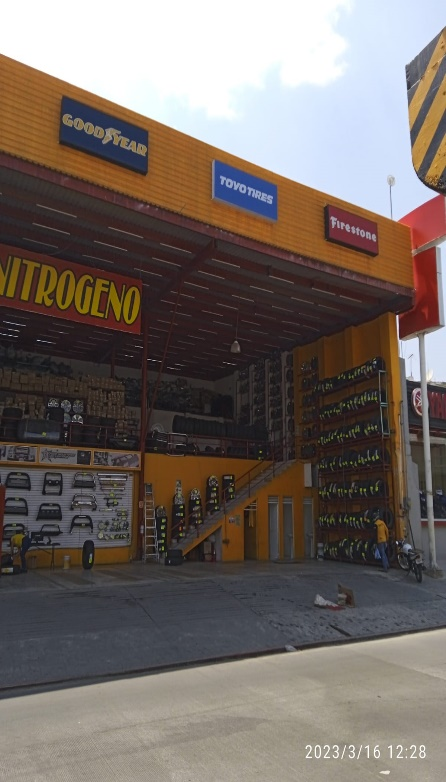 GOODYEAR
TOYO TIRES
Firestone
NITROGENO
2023/3/16 12:28